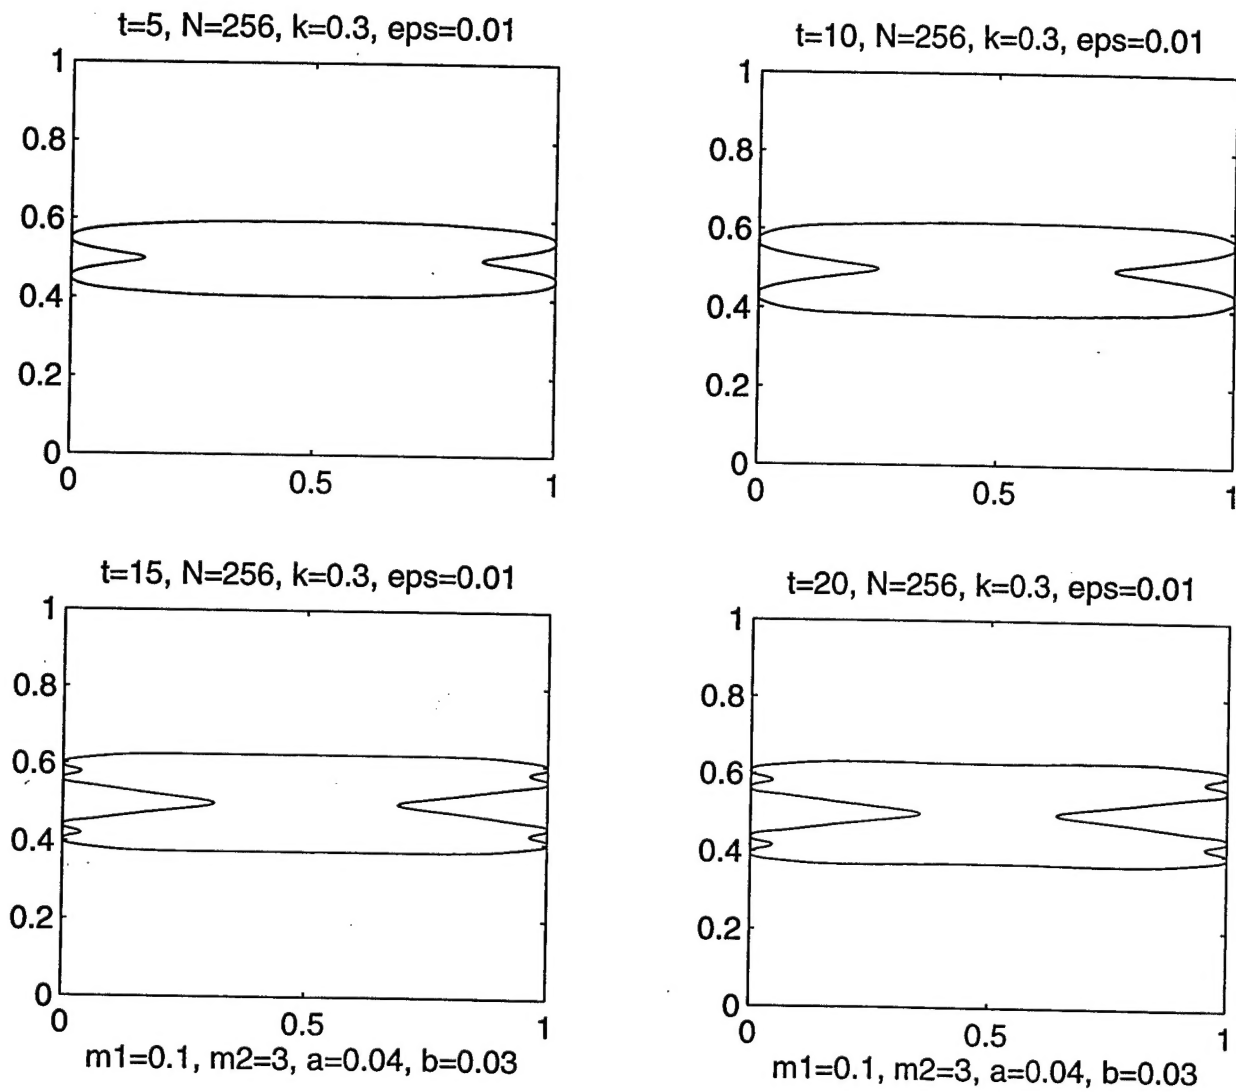 t=5, N=256, k=0.3, eps=0.01
1
0.8
0.6
0.4
0.2
0
0 0.5 1
t=10, N=256, k=0.3, eps=0.01
1
0.8
0.6
0.4
0.2
0
0 0.5 1
t=15, N=256, k=0.3, eps=0.01
1
0.8
0.6
0.4
0.2
0
0 0.5 1
m1=0.1, m2=3, a=0.04, b=0.03
t=20, N=256, k=0.3, eps=0.01
1
0.8
0.6
0.4
0.2
0
0 0.5 1
m1=0.1, m2=3, a=0.04, b=0.03